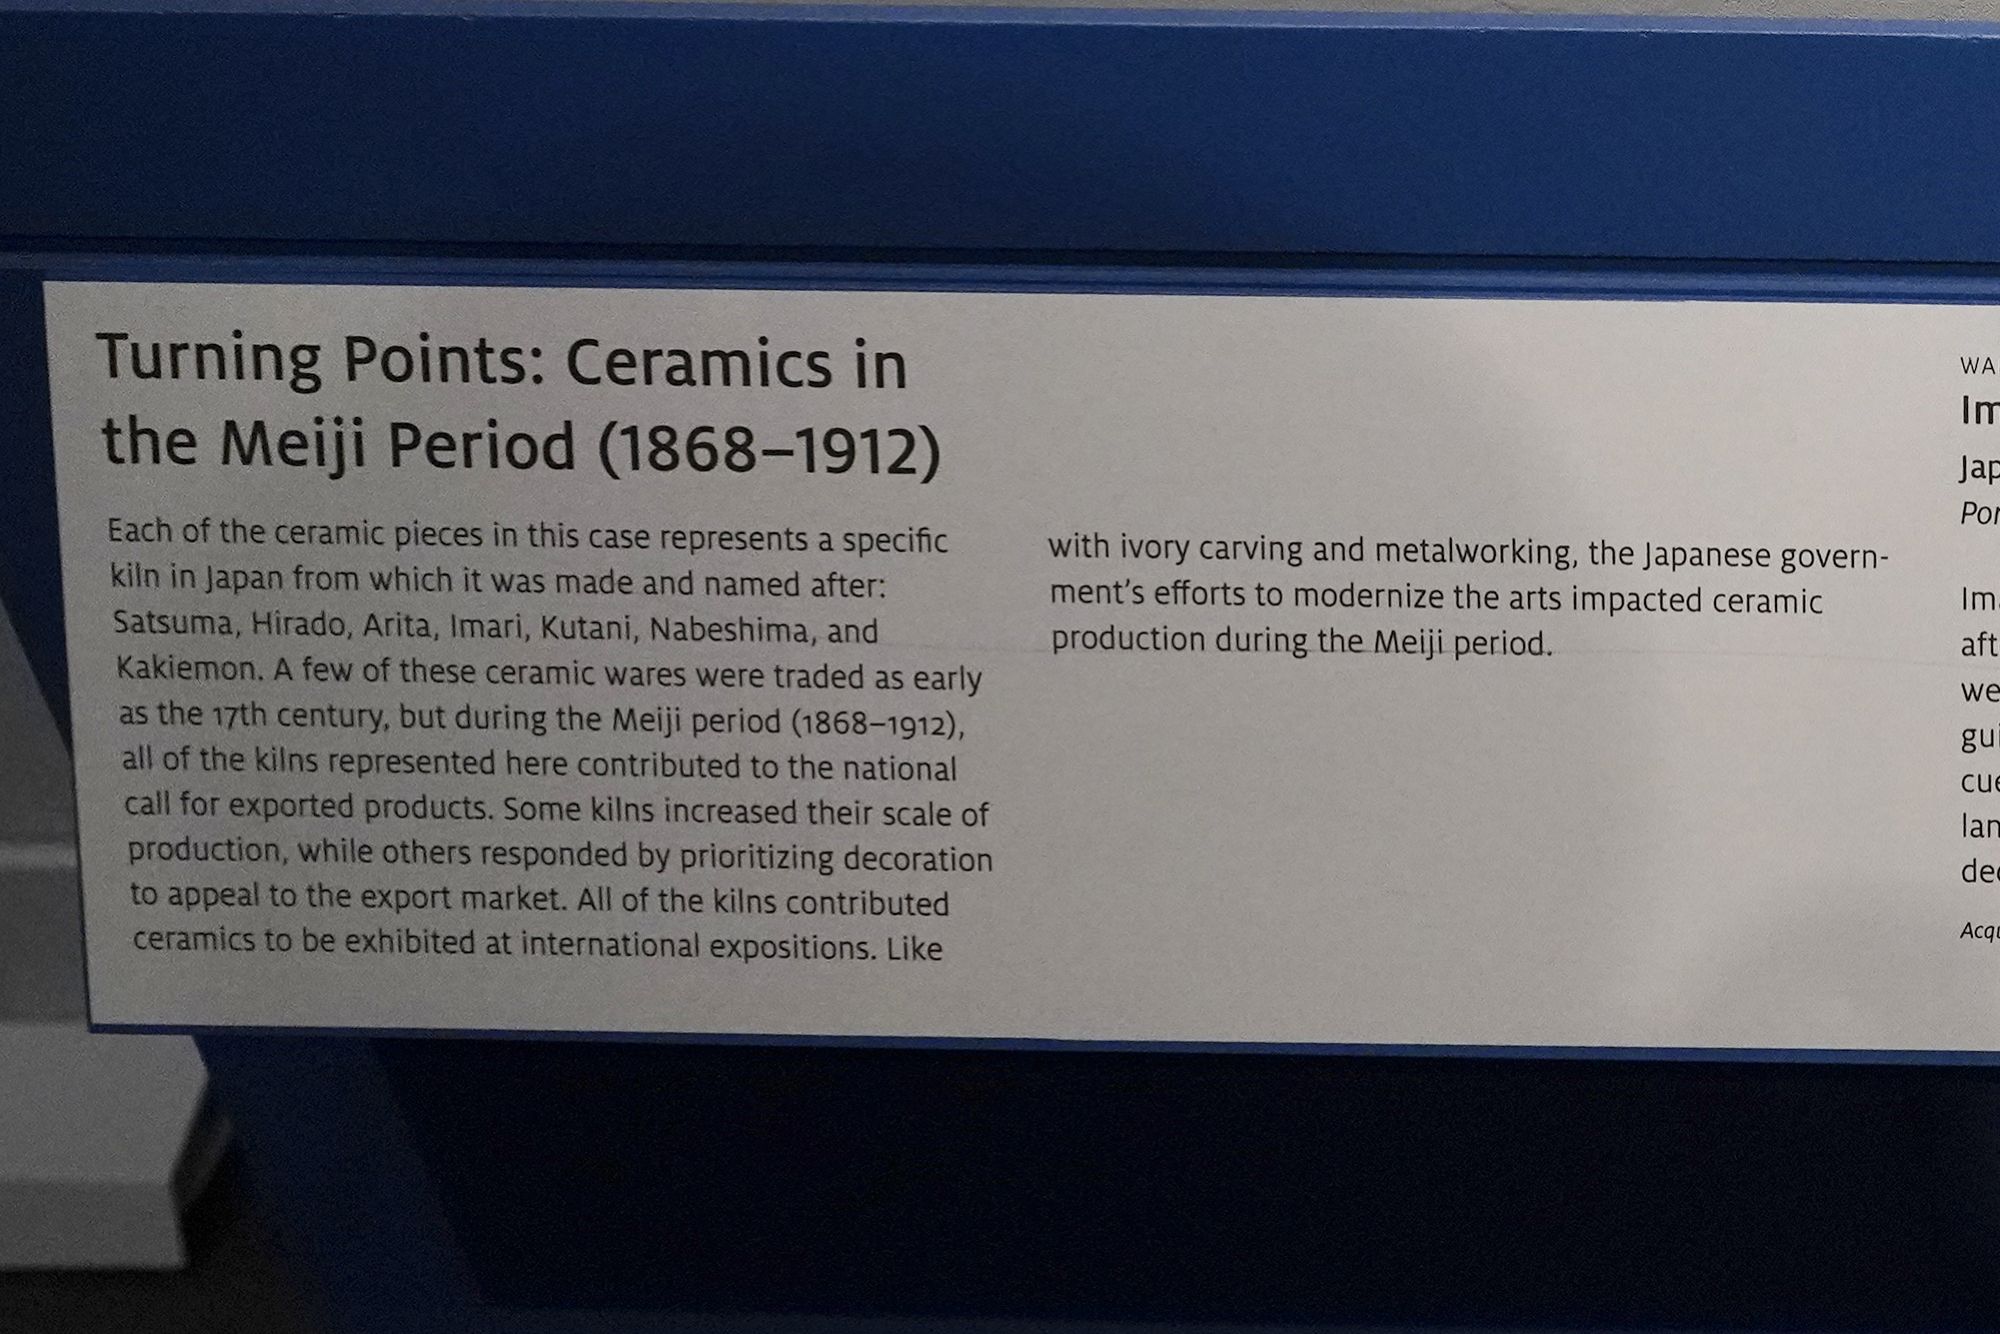 Turning Points: Ceramics in
the Meiji Period (1868–1912)
Each of the ceramic pieces in this case represents a specific
kiln in Japan from which it was made and named after:
Satsuma, Hirado, Arita, Imari, Kutani, Nabeshima, and
Kakiemon. A few of these ceramic wares were traded as early
as the 17th century, but during the Meiji period (1868–1912),
all of the kilns represented here contributed to the national
call for exported products. Some kilns increased their scale of
production, while others responded by prioritizing decoration
to appeal to the export market. All of the kilns contributed
ceramics to be exhibited at international expositions. Like
with ivory carving and metalworking, the Japanese govern-
ment's efforts to modernize the arts impacted ceramic
production during the Meiji period.